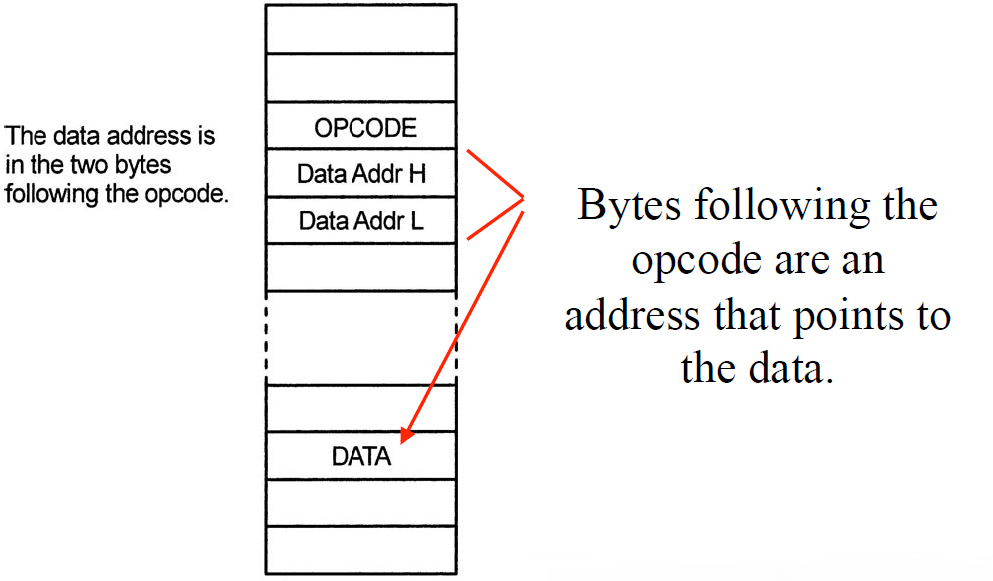 The data address is
in the two bytes
following the opcode.
OPCODE
Data Addr H
Data Addr L
DATA
Bytes following the
opcode are an
address that points to
the data.